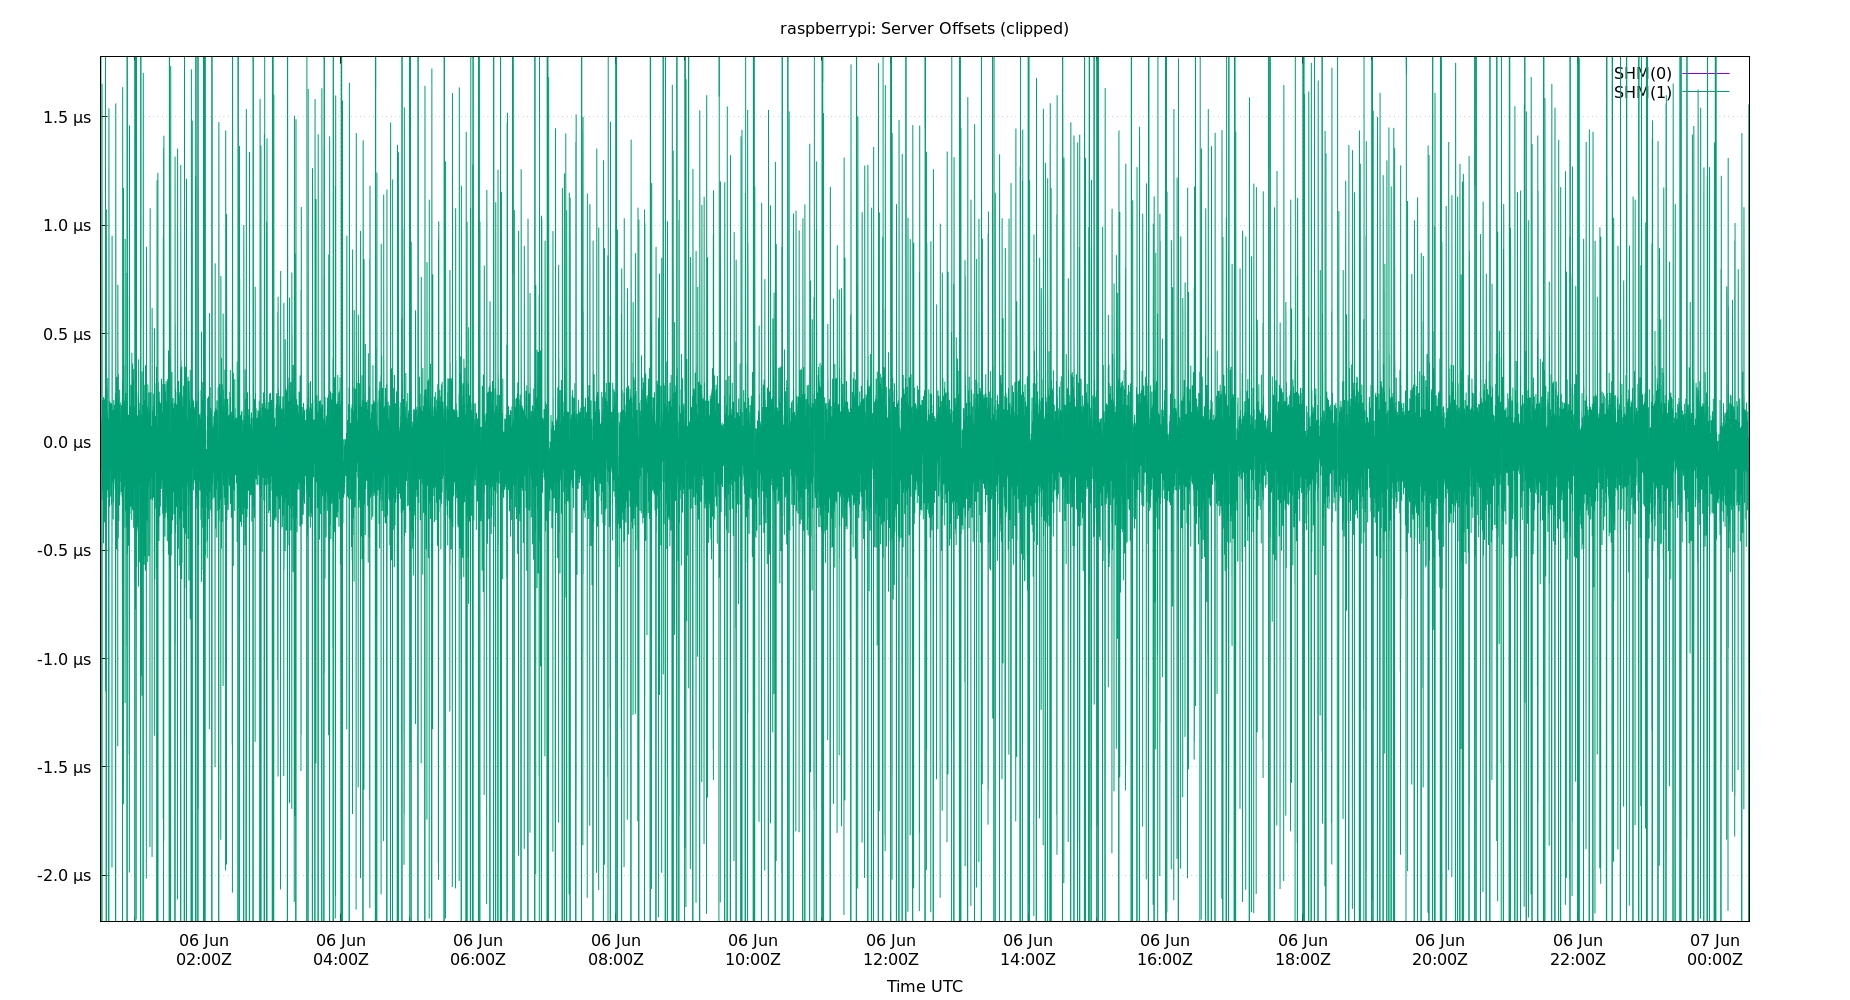 raspberrypi: Server Offsets (clipped)
SHM(0)
SHM(1)
1.5 µs
1.0 µs
0.5 µs
0.0 µs
-0.5 µs
-1.0 µs
-1.5 µs
-2.0 µs
06 Jun 06 Jun 06 Jun 06 Jun 06 Jun 06 Jun 06 Jun 06 Jun 06 Jun 06 Jun 06 Jun 07 Jun
02:00Z 04:00Z 06:00Z 08:00Z 10:00Z 12:00Z 14:00Z 16:00Z 18:00Z 20:00Z 22:00Z 00:00Z
Time UTC